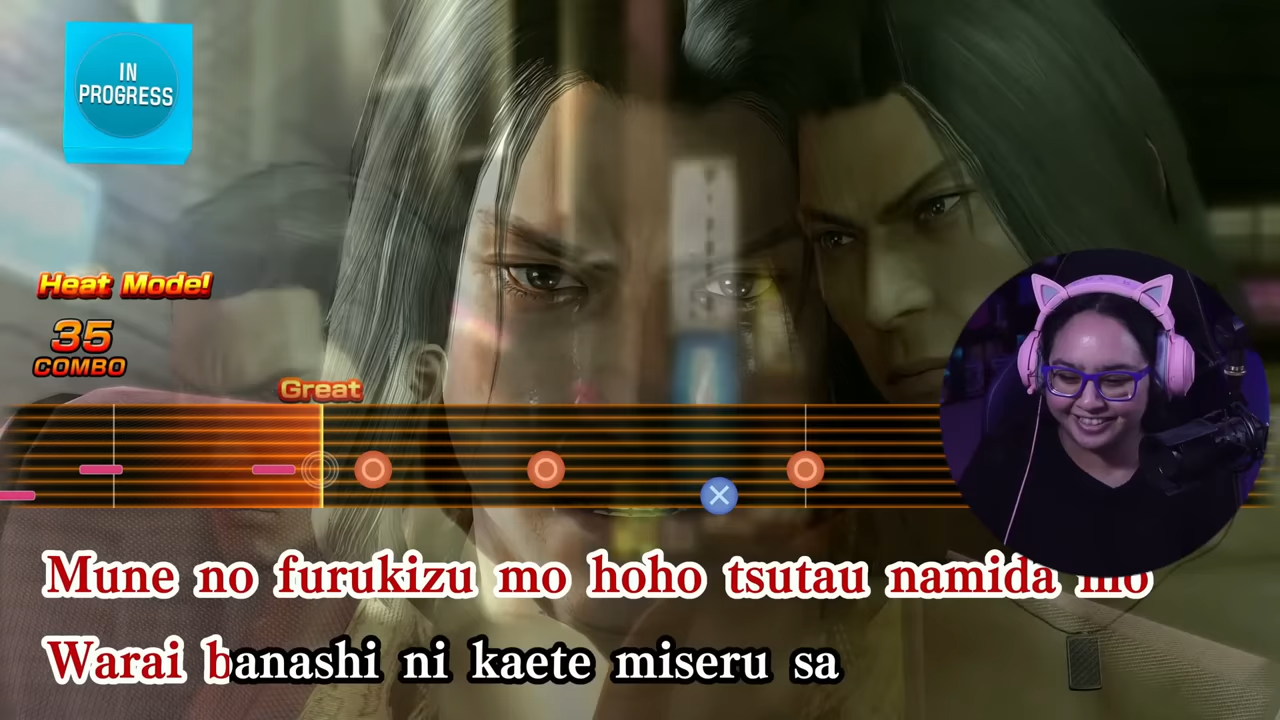 IN
PROGRESS
Heat Mode!
35
COMBO
Great
Mune no furukizu mo hoho tsutau namida mo
Warai banashi ni kaete miseru sa